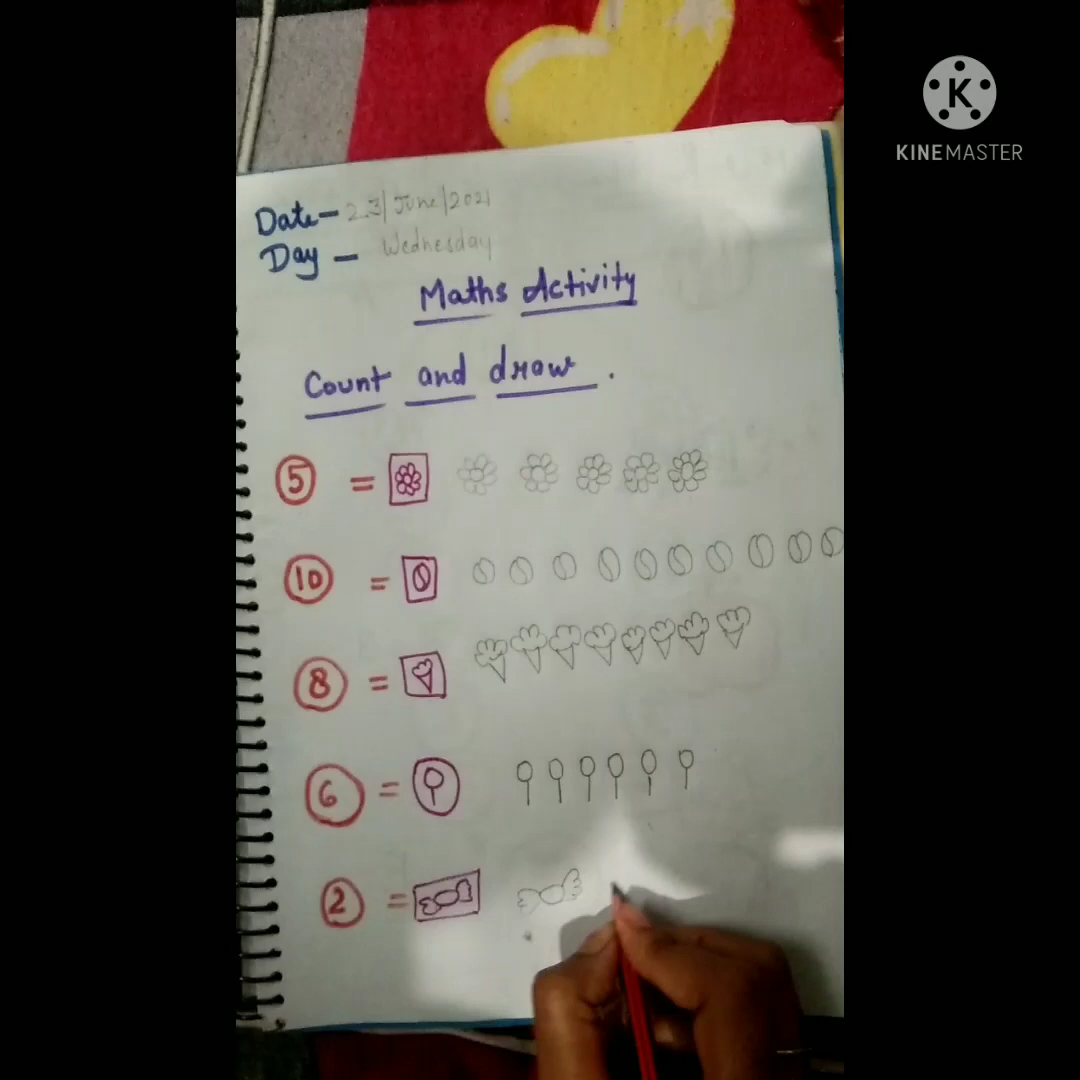 K
KINEMASTER
Date- 23/June/2021
Day - Wednesday
Maths Activity
Count and draw.
5 =
10 =
8 =
6 =
2 =